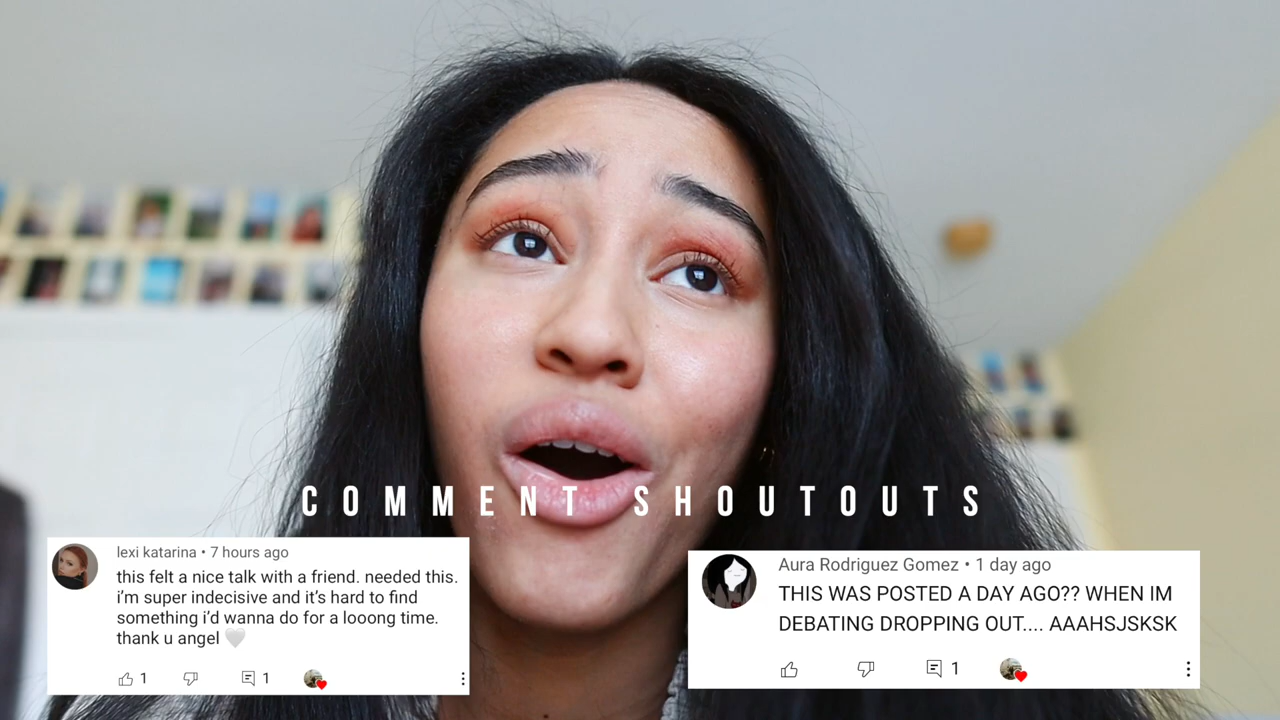 COMMENT SHOUTOUTS
lexi katarina • 7 hours ago
this felt a nice talk with a friend. needed this.
i'm super indecisive and it's hard to find
something i'd wanna do for a looong time.
thank u angel 🤍
1 1
Aura Rodriguez Gomez • 1 day ago
THIS WAS POSTED A DAY AGO?? WHEN IM
DEBATING DROPPING OUT.... AAAHSJSKSK
1